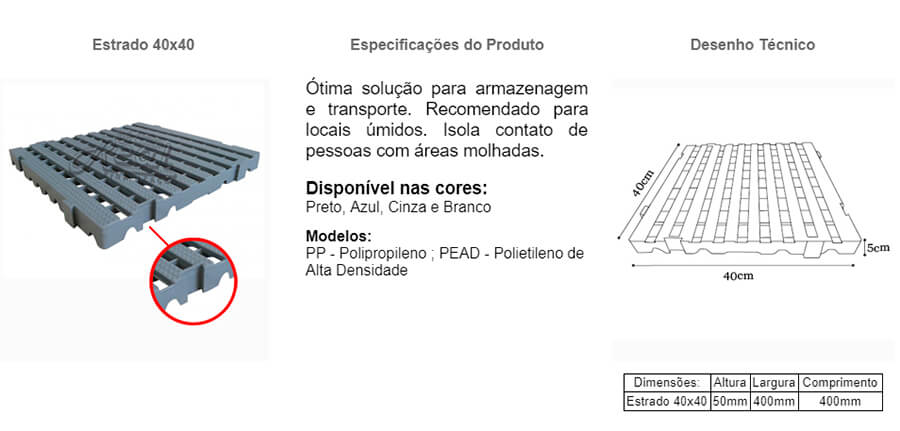 Estrado 40x40
Especificações do Produto
Desenho Técnico
Ótima solução para armazenagem
e transporte. Recomendado para
locais úmidos. Isola contato de
pessoas com áreas molhadas.
Disponível nas cores:
Preto, Azul, Cinza e Branco
Modelos:
PP - Polipropileno ; PEAD - Polietileno de
Alta Densidade
40cm
5cm
40cm
Dimensões: Altura Largura Comprimento
Estrado 40x40 50mm 400mm 400mm